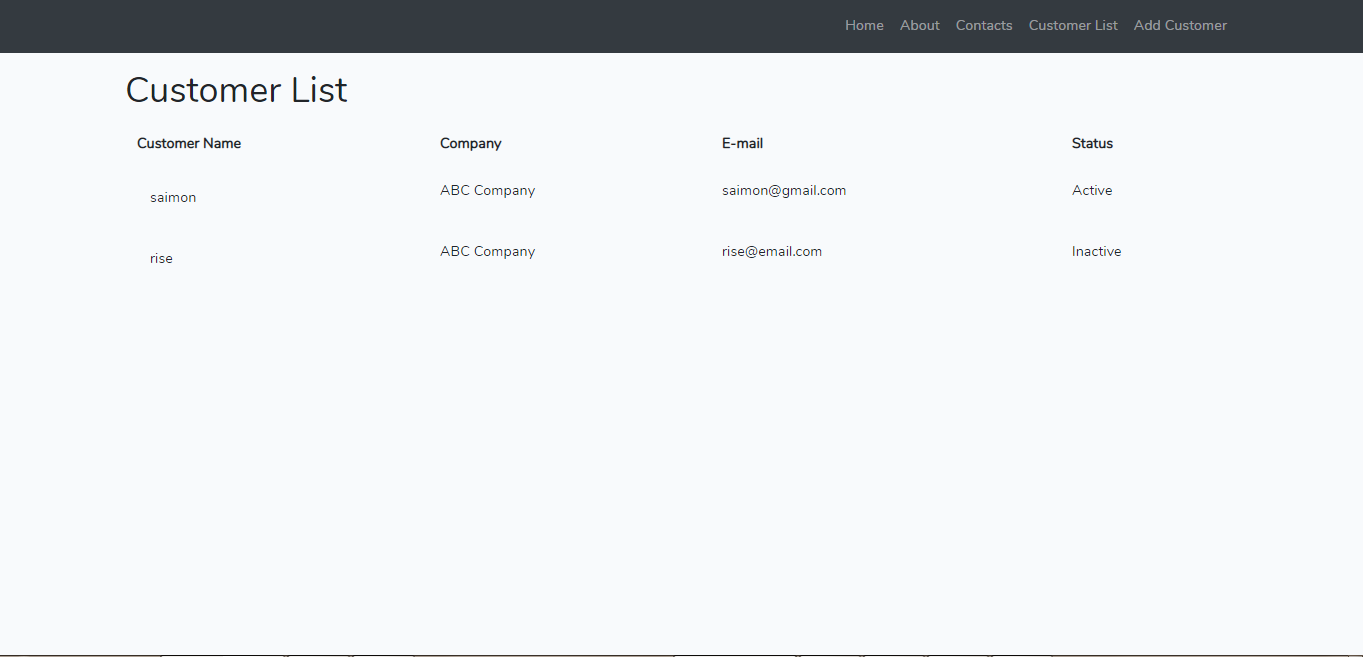 Home About Contacts Customer List Add Customer
Customer List
Customer Name Company E-mail Status
saimon ABC Company saimon@gmail.com Active
rise ABC Company rise@email.com Inactive